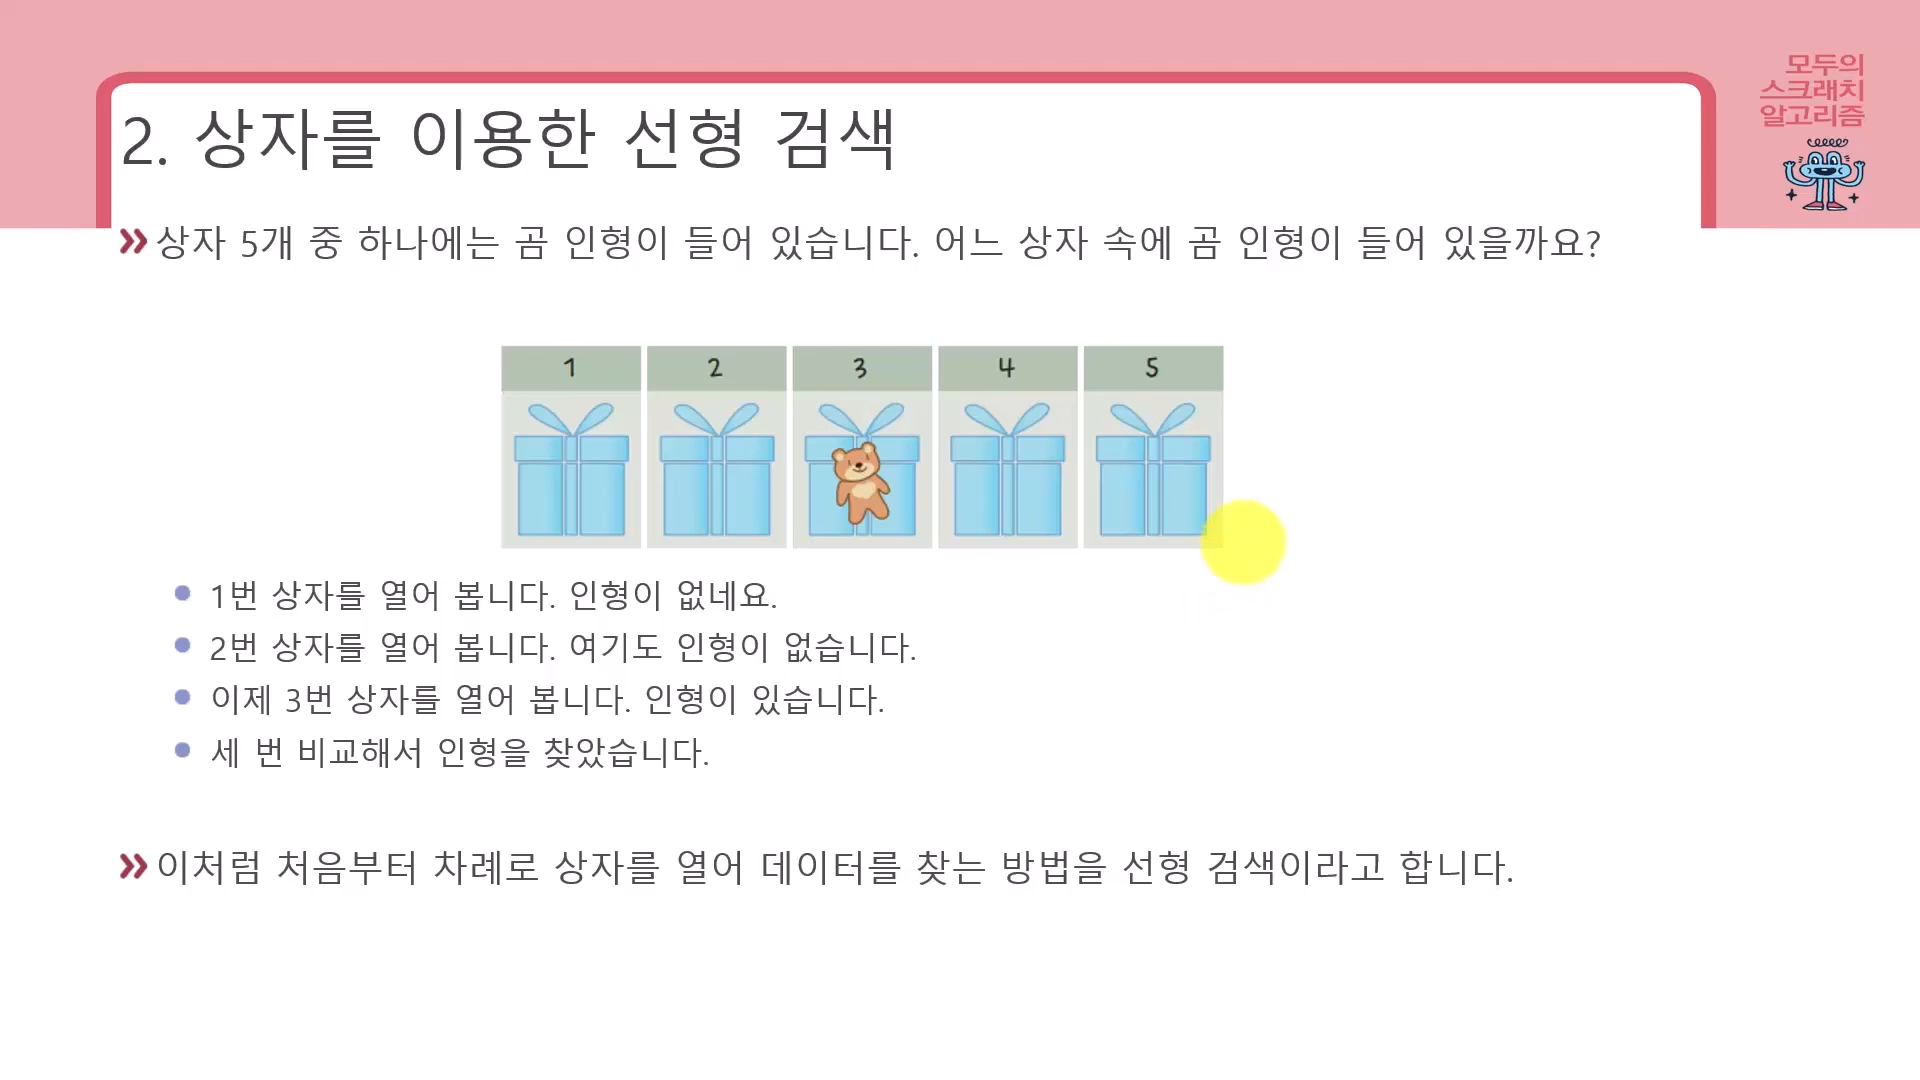 모두의
스크래치
알고리즘
2. 상자를 이용한 선형 검색
상자 5개 중 하나에는 곰 인형이 들어 있습니다. 어느 상자 속에 곰 인형이 들어 있을까요?
1 2 3 4 5
1번 상자를 열어 봅니다. 인형이 없네요.
2번 상자를 열어 봅니다. 여기도 인형이 없습니다.
이제 3번 상자를 열어 봅니다. 인형이 있습니다.
세 번 비교해서 인형을 찾았습니다.
이처럼 처음부터 차례로 상자를 열어 데이터를 찾는 방법을 선형 검색이라고 합니다.